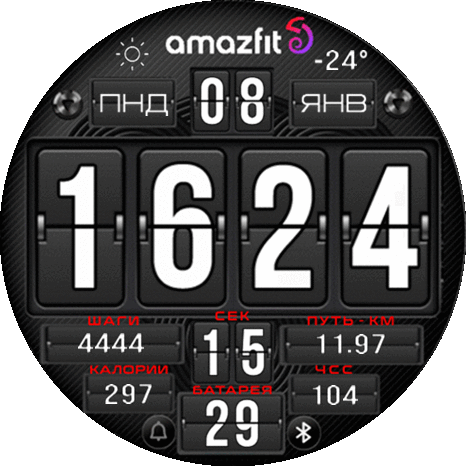 amazfit
-24°
ПНД 08 ЯНВ
1624
ШАГИ СЕК ПУТЬ - КМ
4444 15 11.97
КАЛОРИИ БАТАРЕЯ ЧСС
297 29 104